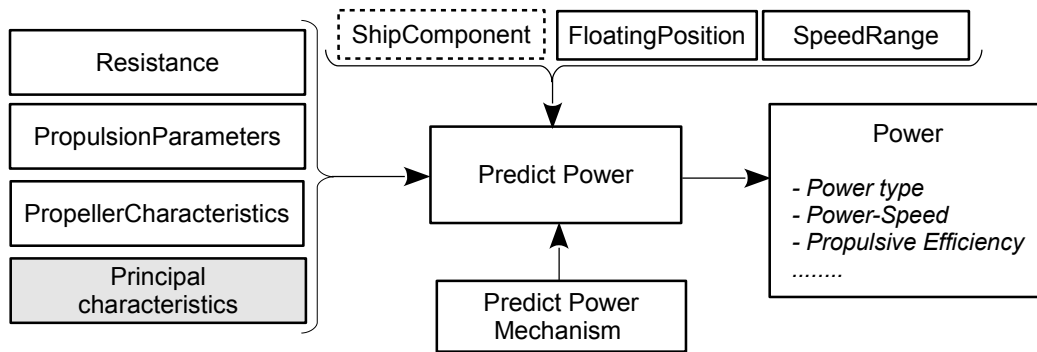 ShipComponent
FloatingPosition
SpeedRange
Resistance
PropulsionParameters
PropellerCharacteristics
Principal
characteristics
Predict Power
Predict Power
Mechanism
Power
- Power type
- Power-Speed
- Propulsive Efficiency
........